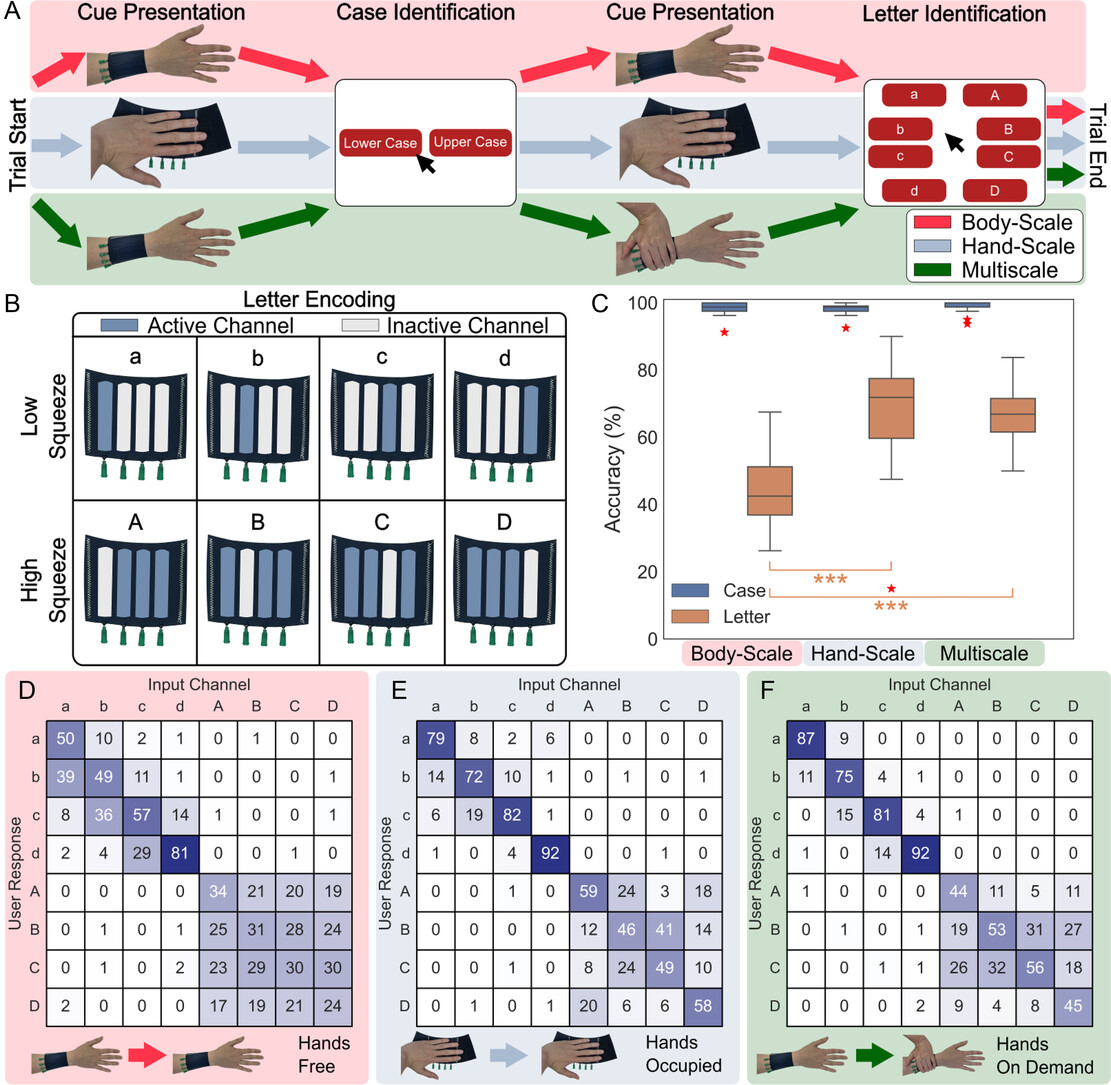 A
Cue Presentation Case Identification Cue Presentation Letter Identification
Trial Start
Lower Case Upper Case
a A
b B
c C
d D
Trial End
Body-Scale
Hand-Scale
Multiscale
B
Letter Encoding
Active Channel Inactive Channel
Low
Squeeze
a b c d
High
Squeeze
A B C D
C
Accuracy (%)
100
80
60
40
20
0
***
***
Case
Letter
Body-Scale Hand-Scale Multiscale
D
Input Channel
a b c d A B C D
User Response
a 50 10 2 1 0 1 0 0
b 39 49 11 1 0 0 0 1
c 8 36 57 14 1 0 0 1
d 2 4 29 81 0 0 1 0
A 0 0 0 0 34 21 20 19
B 0 1 0 1 25 31 28 24
C 0 1 0 2 23 29 30 30
D 2 0 0 0 17 19 21 24
Hands
Free
E
Input Channel
a b c d A B C D
User Response
a 79 8 2 6 0 0 0 0
b 14 72 10 1 0 1 0 1
c 6 19 82 1 1 0 0 0
d 1 0 4 92 0 0 1 0
A 0 0 1 0 59 24 3 18
B 0 0 0 0 12 46 41 14
C 0 0 1 0 8 24 49 10
D 0 1 0 1 20 6 6 58
Hands
Occupied
F
Input Channel
a b c d A B C D
User Response
a 87 9 0 0 0 0 0 0
b 11 75 4 1 0 0 0 0
c 0 15 81 4 1 0 0 0
d 1 0 14 92 0 0 0 0
A 1 0 0 0 44 11 5 11
B 0 1 0 1 19 53 31 27
C 0 0 1 1 26 32 56 18
D 0 0 0 2 9 4 8 45
Hands
On Demand